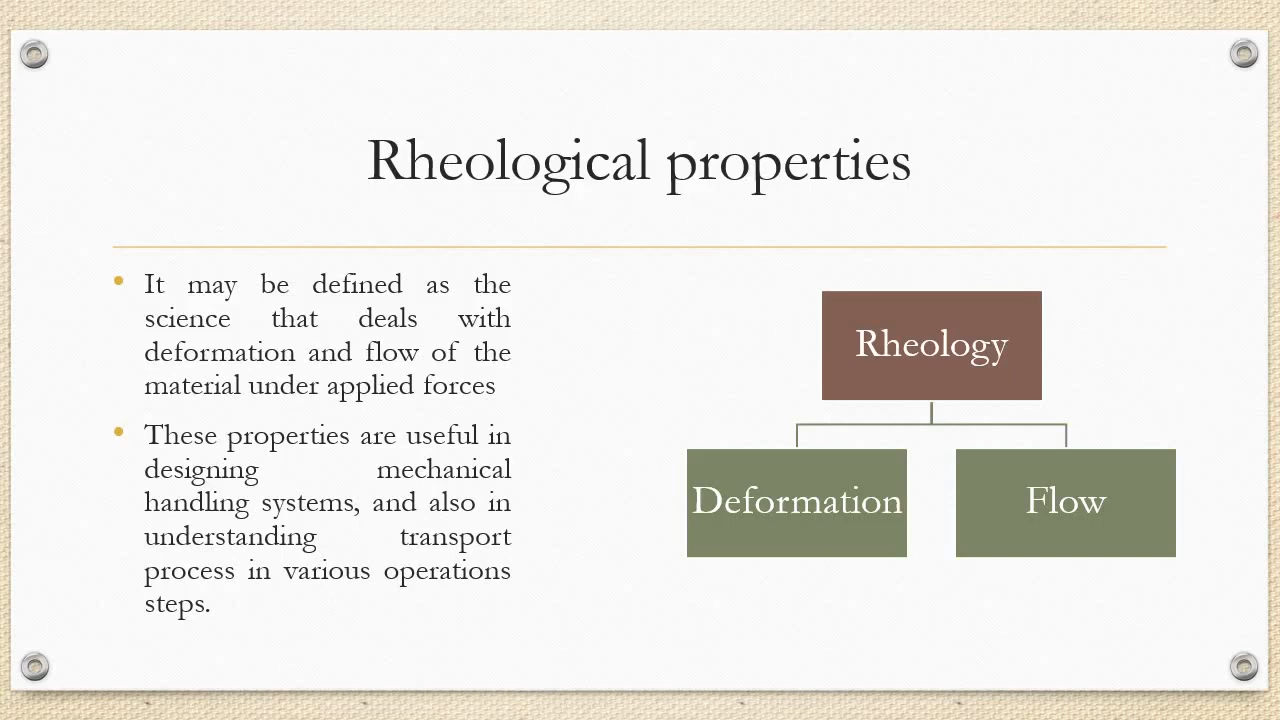 Rheological properties
It may be defined as the
science that deals with
deformation and flow of the
material under applied forces
These properties are useful in
designing mechanical
handling systems, and also in
understanding transport
process in various operations
steps.
Rheology
Deformation
Flow